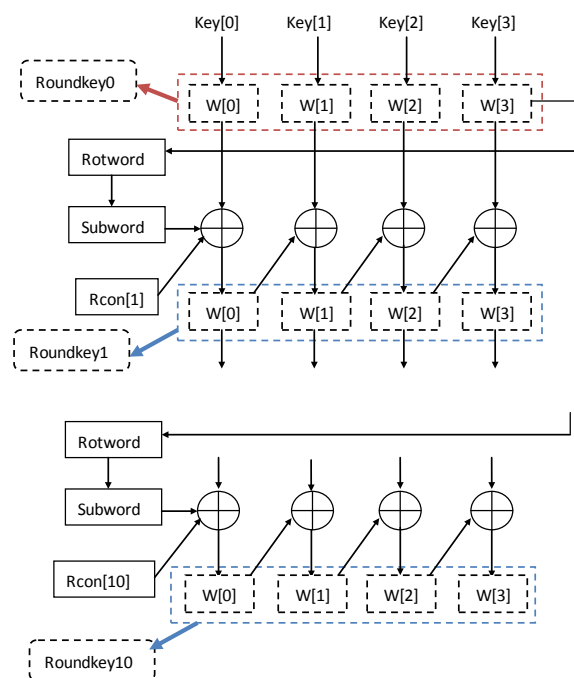 Key[0] Key[1] Key[2] Key[3]
Roundkey0
W[0] W[1] W[2] W[3]
Rotword
Subword
Rcon[1]
W[0] W[1] W[2] W[3]
Roundkey1
Rotword
Subword
Rcon[10]
W[0] W[1] W[2] W[3]
Roundkey10